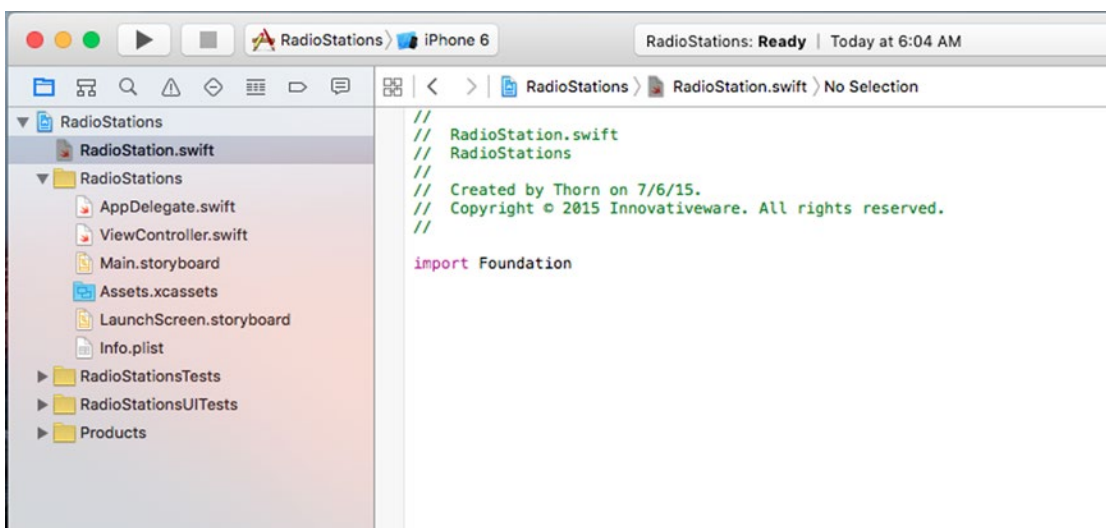 RadioStations 〉 iPhone 6
RadioStations: Ready | Today at 6:04 AM
RadioStations 〉 RadioStation.swift 〉 No Selection
RadioStations
RadioStation.swift
RadioStations
AppDelegate.swift
ViewController.swift
Main.storyboard
Assets.xcassets
LaunchScreen.storyboard
Info.plist
RadioStationsTests
RadioStationsUITests
Products
//
// RadioStation.swift
// RadioStations
//
// Created by Thorn on 7/6/15.
// Copyright © 2015 Innovativeware. All rights reserved.
//
import Foundation